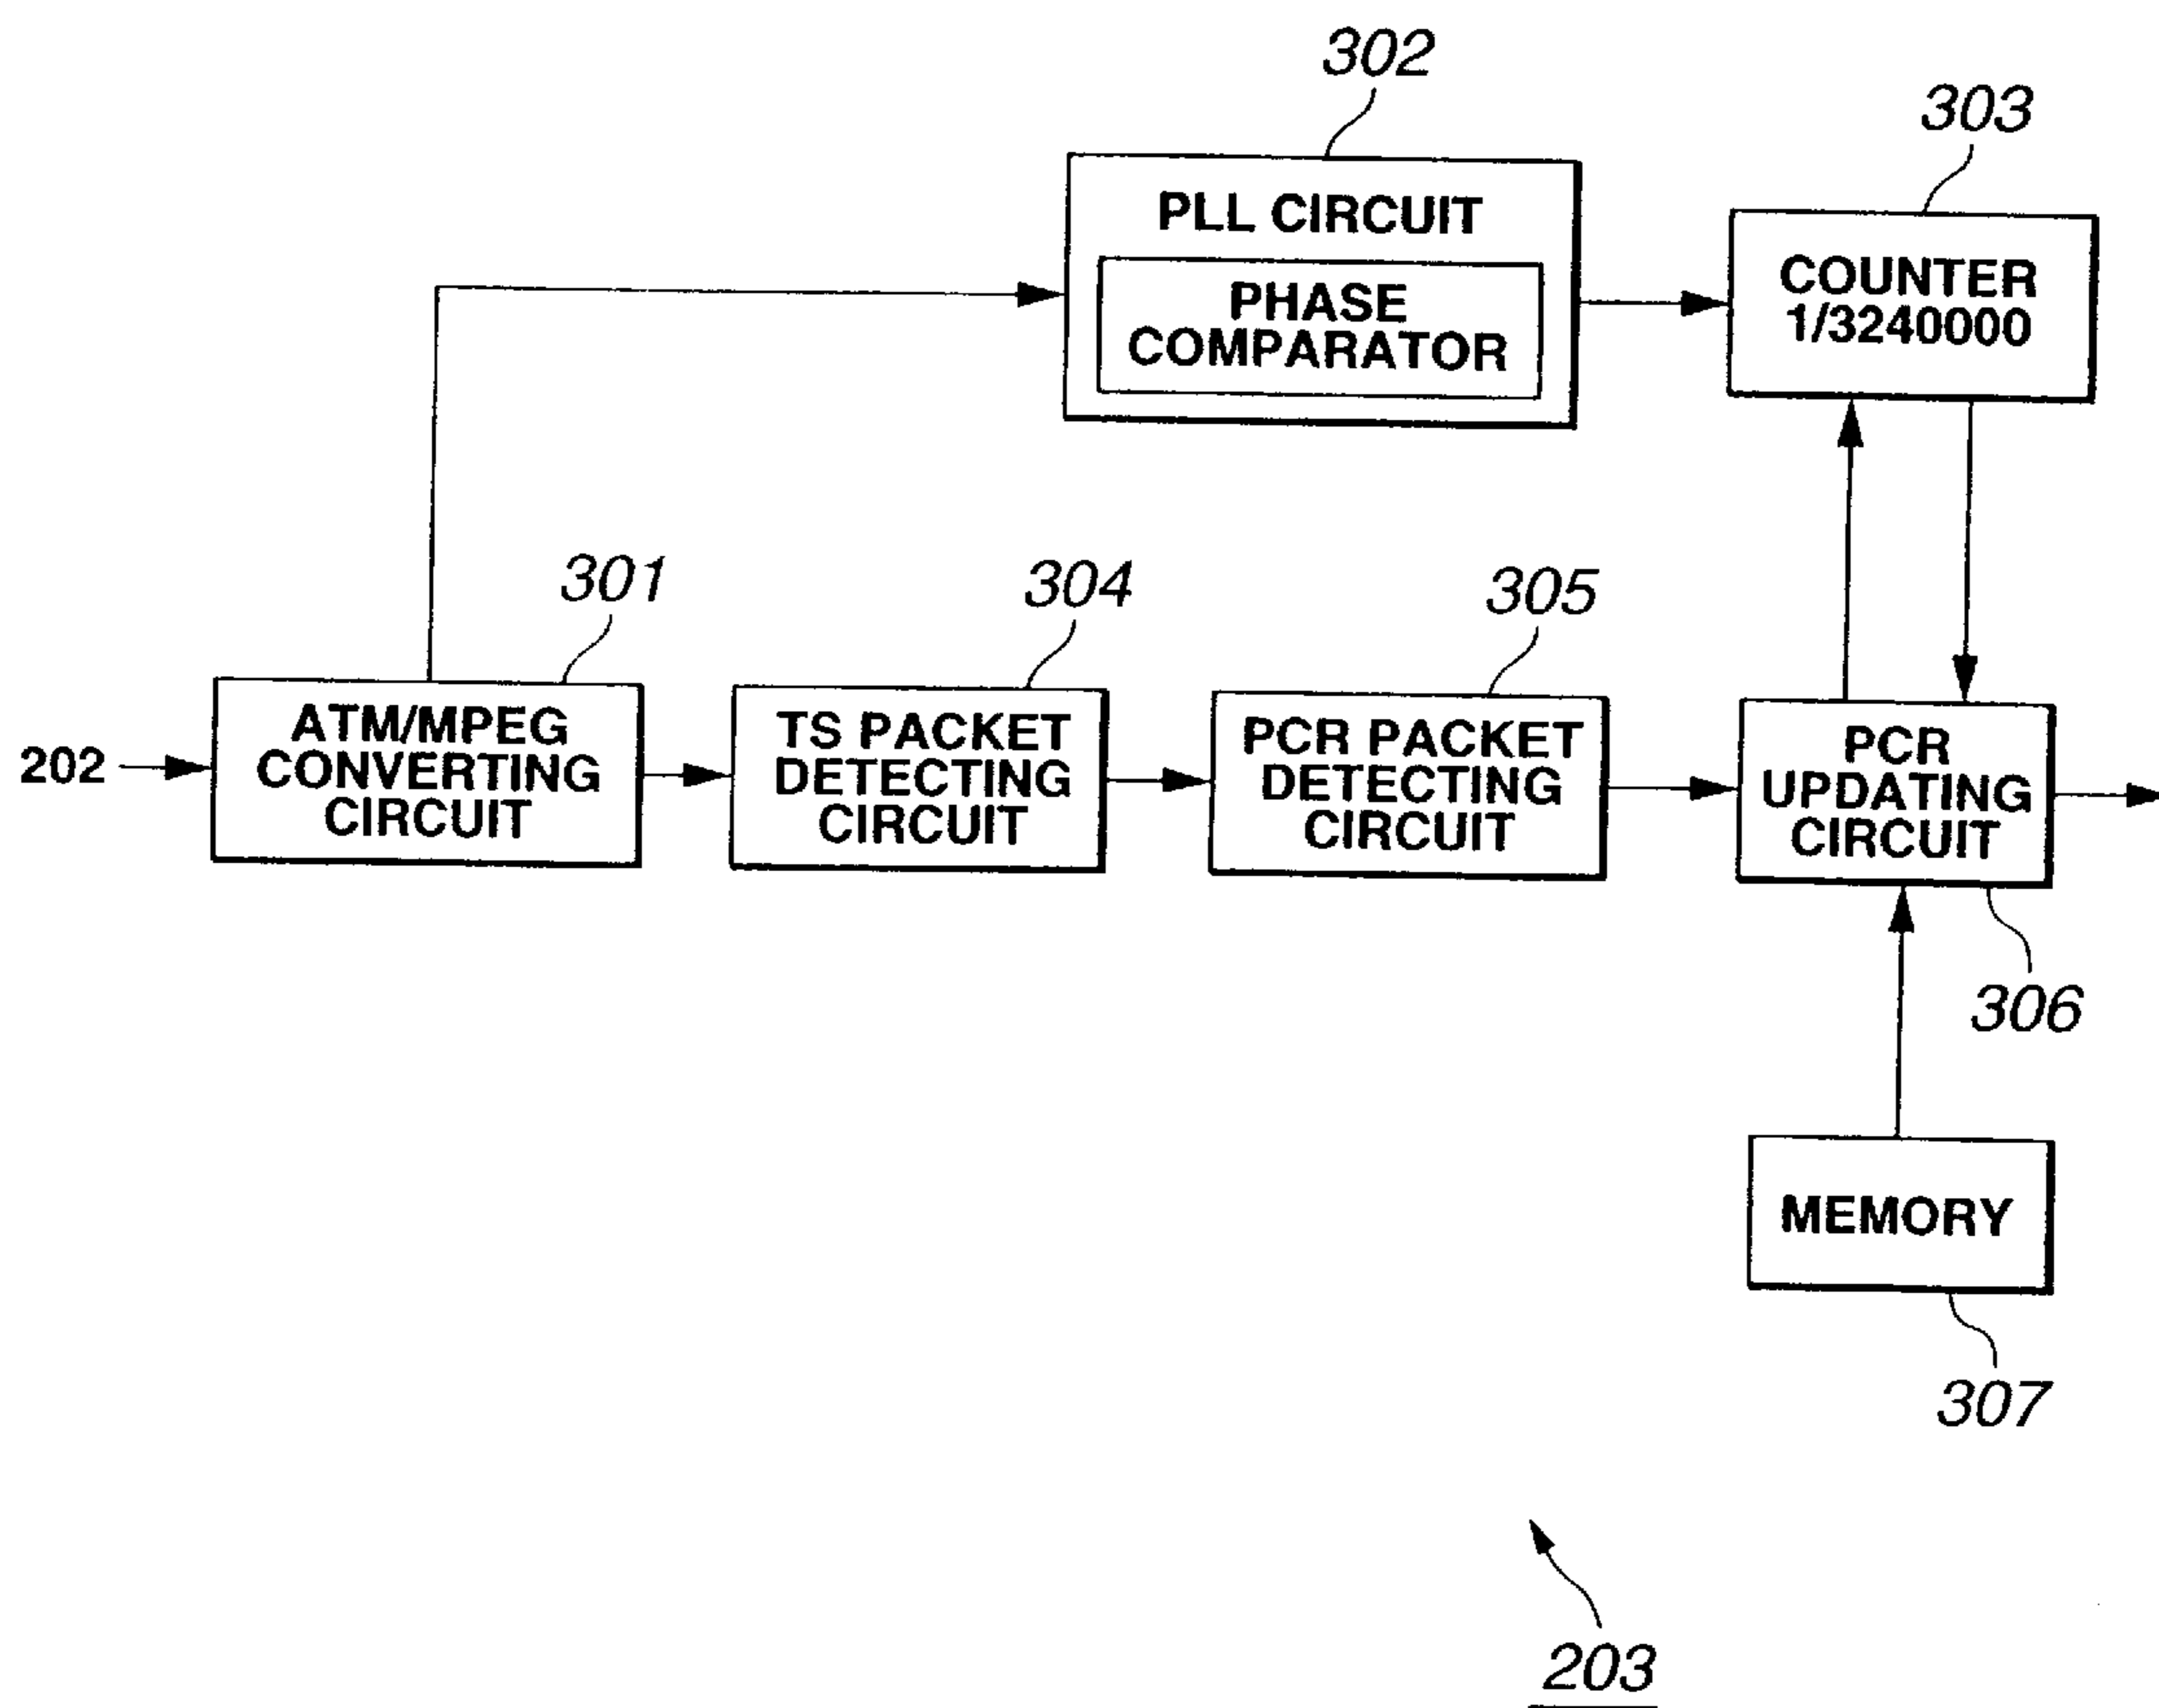 302
303
PLL CIRCUIT
PHASE
COMPARATOR
COUNTER
1/3240000
301
304
305
202
ATM/MPEG
CONVERTING
CIRCUIT
TS PACKET
DETECTING
CIRCUIT
PCR PACKET
DETECTING
CIRCUIT
PCR
UPDATING
CIRCUIT
306
MEMORY
307
203